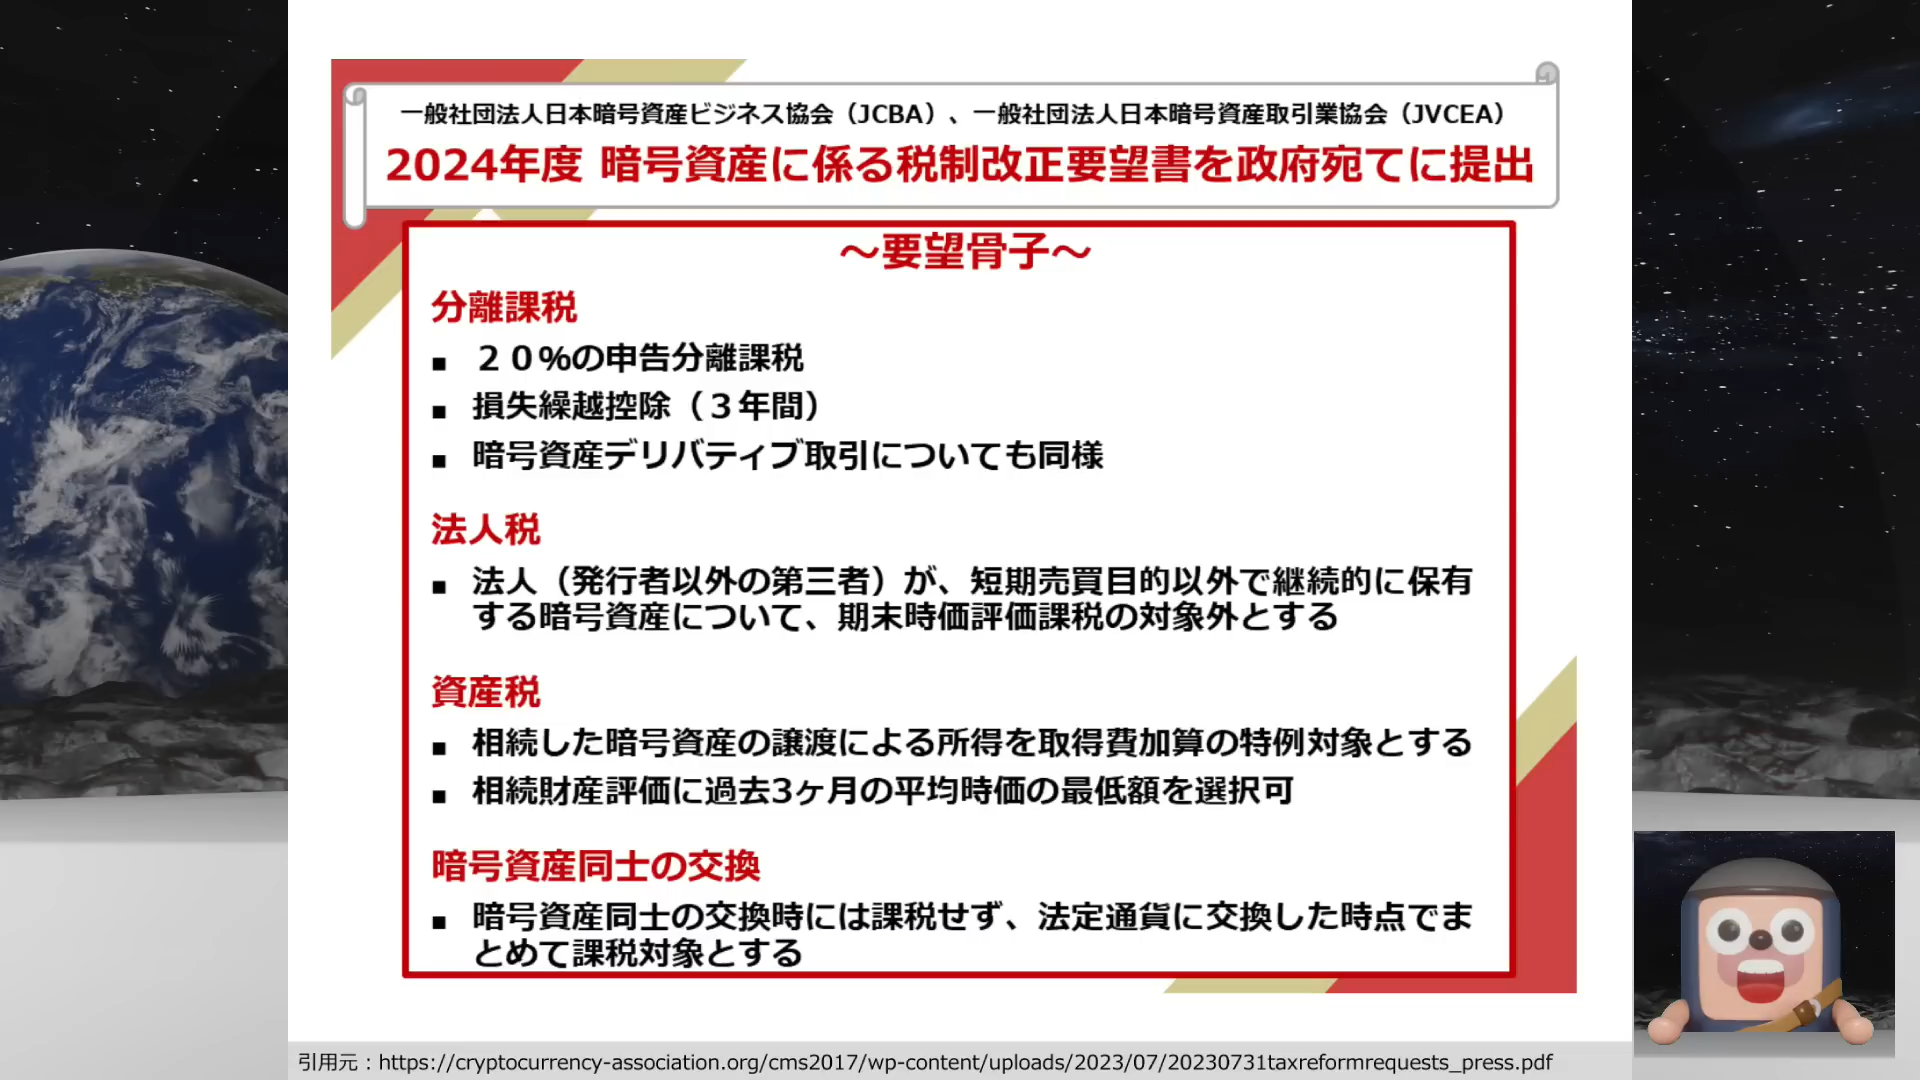 一般社団法人日本暗号資産ビジネス協会（JCBA）、一般社団法人日本暗号資産取引業協会（JVCEA）
2024年度 暗号資産に係る税制改正要望書を政府宛てに提出
～要望骨子～
分離課税
■ ２０%の申告分離課税
■ 損失繰越控除（３年間）
■ 暗号資産デリバティブ取引についても同様
法人税
■ 法人（発行者以外の第三者）が、短期売買目的以外で継続的に保有
する暗号資産について、期末時価評価課税の対象外とする
資産税
■ 相続した暗号資産の譲渡による所得を取得費加算の特例対象とする
■ 相続財産評価に過去3ヶ月の平均時価の最低額を選択可
暗号資産同士の交換
■ 暗号資産同士の交換時には課税せず、法定通貨に交換した時点でま
とめて課税対象とする
引用元：https://cryptocurrency-association.org/cms2017/wp-content/uploads/2023/07/20230731taxreformrequests_press.pdf